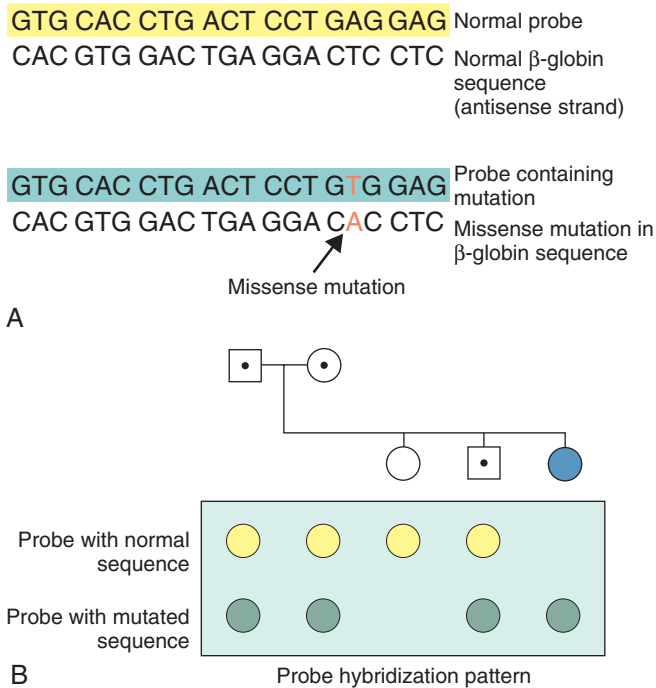 GTG CAC CTG ACT CCT GAG GAG
Normal probe
CAC GTG GAC TGA GGA CTC CTC
Normal β-globin
sequence
(antisense strand)
GTG CAC CTG ACT CCT GTG GAG
Probe containing
mutation
CAC GTG GAC TGA GGA CAC CTC
Missense mutation in
β-globin sequence
Missense mutation
A
Probe with normal
sequence
Probe with mutated
sequence
B
Probe hybridization pattern